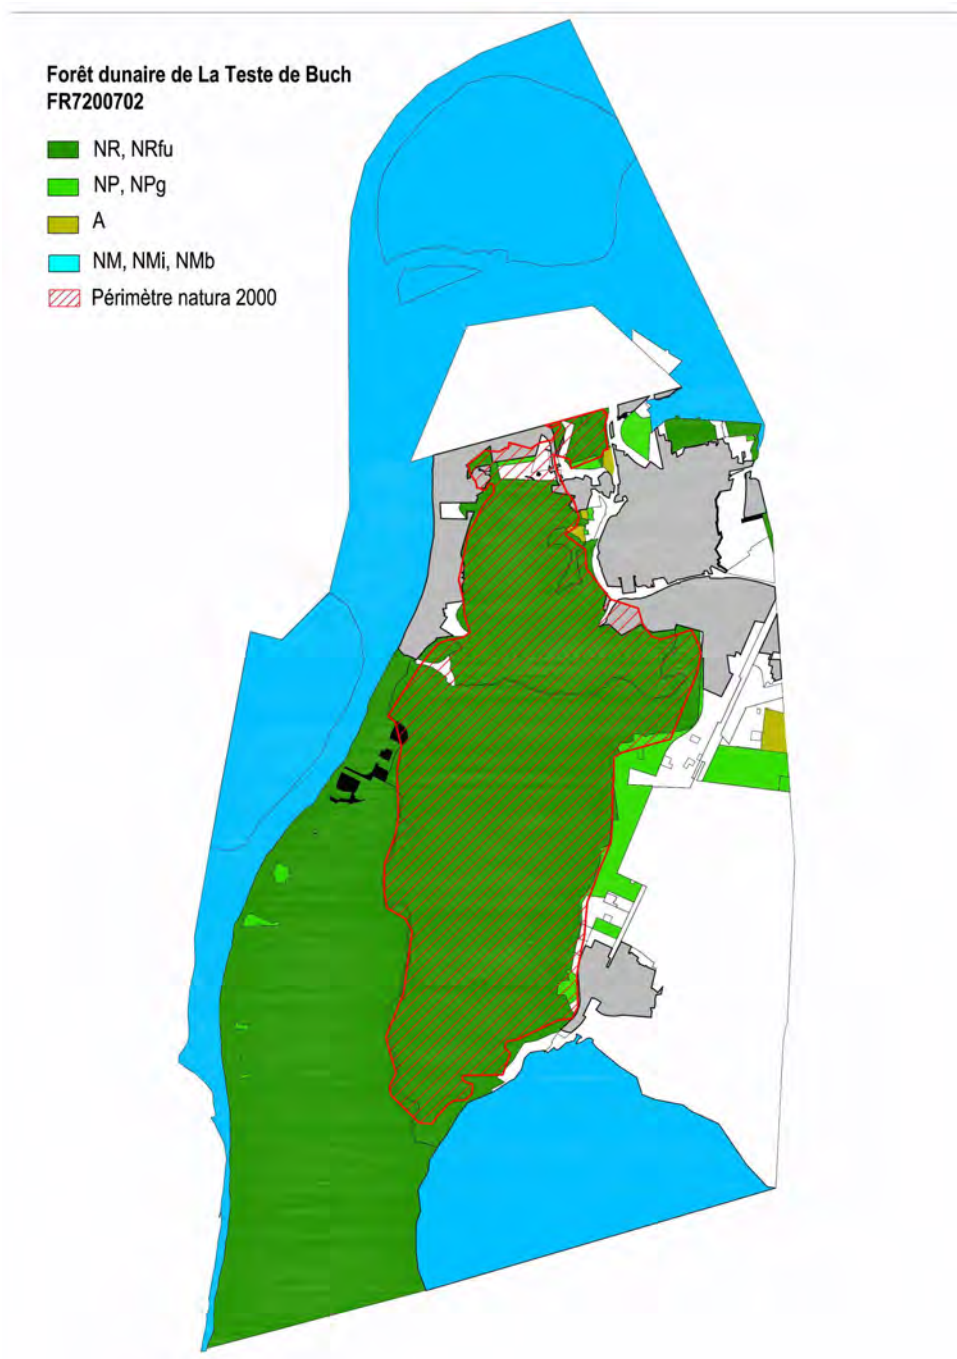 Forêt dunaire de La Teste de Buch
FR7200702
NR, NRfu
NP, NPg
A
NM, NMi, NMb
Périmètre natura 2000